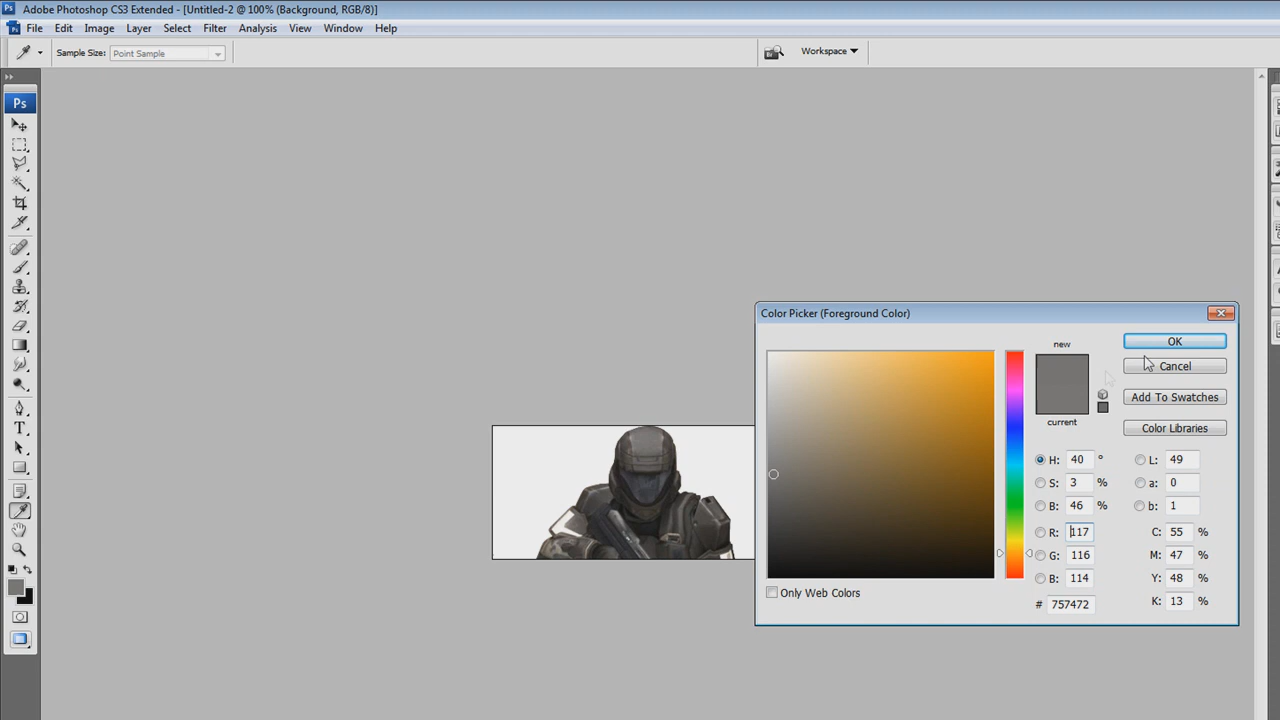 Adobe Photoshop CS3 Extended - [Untitled-2 @ 100% (Background, RGB/8)]
File Edit Image Layer Select Filter Analysis View Window Help
Sample Size: Point Sample Workspace
Ps
Color Picker (Foreground Color)
new
OK
Cancel
Add To Swatches
current
Color Libraries
H: 40 ° L: 49
S: 3 % a: 0
B: 46 % b: 1
R: 117 C: 55 %
G: 116 M: 47 %
B: 114 Y: 48 %
Only Web Colors
# 757472 K: 13 %
T